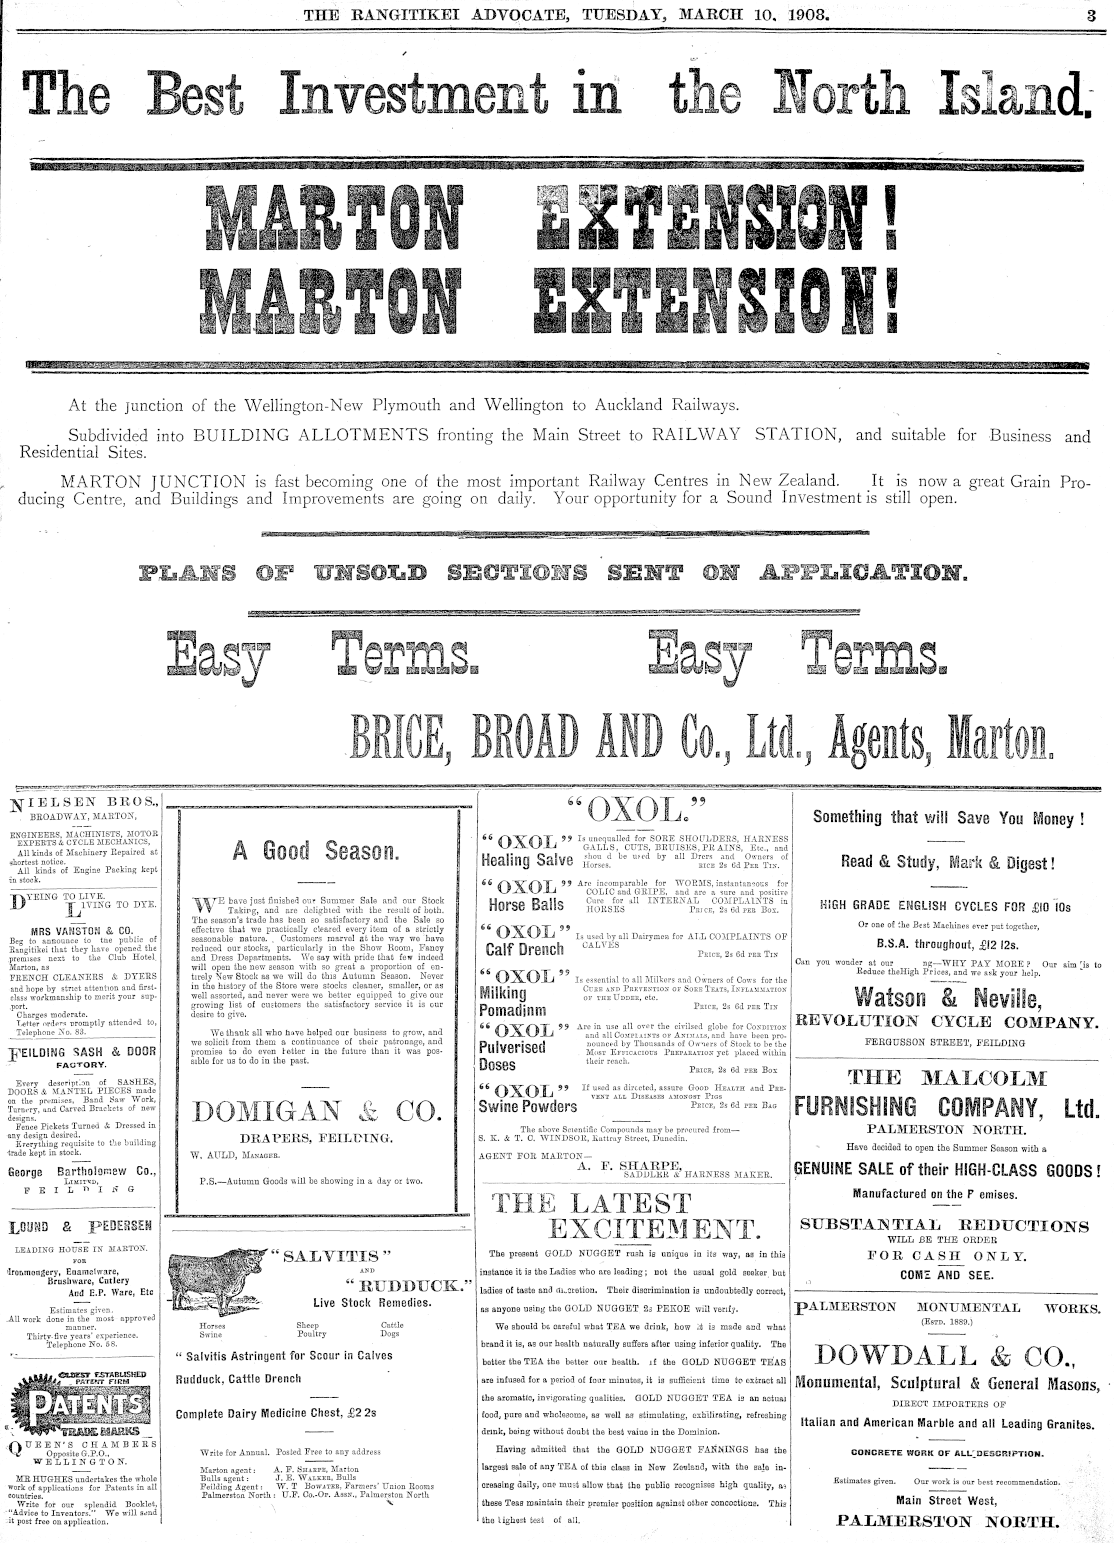 THE RANGITIKEI ADVOCATE, TUESDAY, MARCH 10, 1908.
3
The Best Investment in the North Island.
MARTON EXTENSION!
MARTON EXTENSION!
At the junction of the Wellington-New Plymouth and Wellington to Auckland Railways.
Subdivided into BUILDING ALLOTMENTS fronting the Main Street to RAILWAY STATION, and suitable for Business and
Residential Sites.
MARTON JUNCTION is fast becoming one of the most important Railway Centres in New Zealand. It is now a great Grain Pro-
ducing Centre, and Buildings and Improvements are going on daily. Your opportunity for a Sound Investment is still open.
PLANS OF UNSOLD SECTIONS SENT ON APPLICATION.
Easy Terms. Easy Terms.
BRICE, BROAD AND Co., Ltd., Agents, Marton.
NIELSEN BROS.,
BROADWAY, MARTON,
ENGINEERS, MACHINISTS, MOTOR
EXPERTS & CYCLE MECHANICS,
All kinds of Machinery Repaired at
shortest notice.
All kinds of Engine Packing kept
in stock.
DYEING TO LIVE.
LIVING TO DYE.
MRS VANSTON & CO.
Beg to announce to the public of
Rangitikei that they have opened the
premises next to the Club Hotel
Marton, as
FRENCH CLEANERS & DYERS
and hope by strict attention and first-
class workmanship to merit your sup-
port.
Charges moderate.
Letter orders promptly attended to,
Telephone No. 83.
FEILDING SASH & DOOR
FACTORY.
Every description of SASHES,
DOORS & MANTEL PIECES made
on the premises, Band Saw Work,
Turnery, and Carved Brackets of new
designs.
Fence Pickets Turned & Dressed in
any design desired.
Everything requisite to the building
trade kept in stock.
George Bartholomew Co.,
LIMITED,
FEILDING
LOUND & PEDERSEN
LEADING HOUSE IN MARTON.
FOR
Ironmongery, Enamelware,
Brushware, Cutlery
And E.P. Ware, Etc
Estimates given.
All work done in the most approved
manner.
Thirty-five years' experience.
Telephone No. 58.
OLDEST ESTABLISHED
PATENT FIRM
PATENTS
TRADE MARKS
QUEEN'S CHAMBERS
Opposite G.P.O.,
WELLINGTON.
MR HUGHES undertakes the whole
work of applications for Patents in all
countries.
Write for our splendid Booklet,
"Advice to Inventors." We will send
it post free on application.
A Good Season.
WE have just finished our Summer Sale and our Stock
Taking, and are delighted with the result of both.
The season's trade has been so satisfactory and the Sale so
effective that we practically cleared every item of a strictly
seasonable nature. Customers marvel at the way we have
reduced our stocks, particularly in the Show Room, Fancy
and Dress Departments. We say with pride that few indeed
will open the new season with so great a proportion of en-
tirely New Stock as we will do this Autumn Season. Never
in the history of the Store were stocks cleaner, smaller, or as
well assorted, and never were we better equipped to give our
growing list of customers the satisfactory service it is our
desire to give.
We thank all who have helped our business to grow, and
we solicit from them a continuance of their patronage, and
promise to do even better in the future than it was pos-
sible for us to do in the past.
DOMIGAN & CO.
DRAPERS, FEILDING.
W. AULD, MANAGER.
P.S.—Autumn Goods will be showing in a day or two.
"SALVITIS"
AND
"RUDDUCK."
Live Stock Remedies.
Horses Sheep Cattle
Swine Poultry Dogs
"Salvitis Astringent for Scour in Calves
Rudduck, Cattle Drench
Complete Dairy Medicine Chest, £2 2s
Write for Annual. Posted Free to any address
Marton agent: A. F. SHARPE, Marton
Bulls agent: J. E. WALKER, Bulls
Feilding Agent: W. T BOWATER, Farmers' Union Rooms
Palmerston North: U.F. Co.-Or. Assn., Palmerston North
"OXOL."
"OXOL" Healing Salve
Is unequalled for SORE SHOULDERS, HARNESS
GALLS, CUTS, BRUISES, PRAINS, Etc., and
shou d be used by all Drers and Owners of
Horses. RICE 2s 6d PER TIN.
"OXOL" Horse Balls
Are incomparable for WORMS, instantaneous for
COLIC and GRIPE, and are a sure and positive
Cure for all INTERNAL COMPLAINTS in
HORSES PRICE, 2s 6d PER BOX.
"OXOL" Calf Drench
Is used by all Dairymen for ALL COMPLAINTS OF
CALVES
PRICE, 2s 6d PER TIN
"OXOL" Milking Pomadinm
Is essential to all Milkers and Owners of Cows for the
CURE AND PREVENTION OF SORE TEATS, INFLAMMATION
OF THE UDDER, etc.
PRICE, 2s 6d PER TIN
"OXOL" Pulverised Doses
Are in use all over the civilsed globe for CONDITION
and all COMPLAINTS OF ANIMALS, and have been pro-
nounced by Thousands of Owners of Stock to be the
MOST EFFICACIOUS PREPARATION yet placed within
their reach.
PRICE, 2s 6d PER BOX
"OXOL" Swine Powders
If used as directed, assure GOOD HEALTH AND PRE-
VENT ALL DISEASES AMONGST PIGS
PRICE, 2s 6d PER BAG
The above Scientific Compounds may be procured from—
S. K. & T. C. WINDSOR, Rattray Street, Dunedin.
AGENT FOR MARTON—
A. F. SHARPE,
SADDLER & HARNESS MAKER.
THE LATEST
EXCITEMENT.
The present GOLD NUGGET rush is unique in its way, as in this
instance it is the Ladies who are leading; not the usual gold seeker but
ladies of taste and discretion. Their discrimination is undoubtedly correct,
as anyone using the GOLD NUGGET 2s PEKOE will verify.
We should be careful what TEA we drink, how it is made and what
brand it is, as our health naturally suffers after using inferior quality. The
better the TEA the better our health. If the GOLD NUGGET TEAS
are infused for a period of four minutes, it is sufficient time to extract all
the aromatic, invigorating qualities. GOLD NUGGET TEA is an actual
food, pure and wholesome, as well as stimulating, exhilirating, refreshing
drink, being without doubt the best value in the Dominion.
Having admitted that the GOLD NUGGET FANNINGS has the
largest sale of any TEA of this class in New Zealand, with the sale in-
creasing daily, one must allow that the public recognises high quality, as
these Teas maintain their premier position against other concoctions. This
the highest test of all.
Something that will Save You Money!
Read & Study, Mark & Digest!
HIGH GRADE ENGLISH CYCLES FOR £10 10s
Or one of the Best Machines ever put together,
B.S.A. throughout, £12 12s.
Can you wonder at our ng—WHY PAY MORE? Our aim is to
Reduce the High Prices, and we ask your help.
Watson & Neville,
REVOLUTION CYCLE COMPANY.
FERGUSSON STREET, FEILDING
THE MALCOLM
FURNISHING COMPANY, Ltd.
PALMERSTON NORTH.
Have decided to open the Summer Season with a
GENUINE SALE of their HIGH-CLASS GOODS!
Manufactured on the P emises.
SUBSTANTIAL REDUCTIONS
WILL BE THE ORDER
FOR CASH ONLY.
COME AND SEE.
PALMERSTON MONUMENTAL WORKS.
(ESTD. 1889.)
DOWDALL & CO.,
Monumental, Sculptural & General Masons,
DIRECT IMPORTERS OF
Italian and American Marble and all Leading Granites.
CONCRETE WORK OF ALL DESCRIPTION.
Estimates given. Our work is our best recommendation.
Main Street West,
PALMERSTON NORTH.